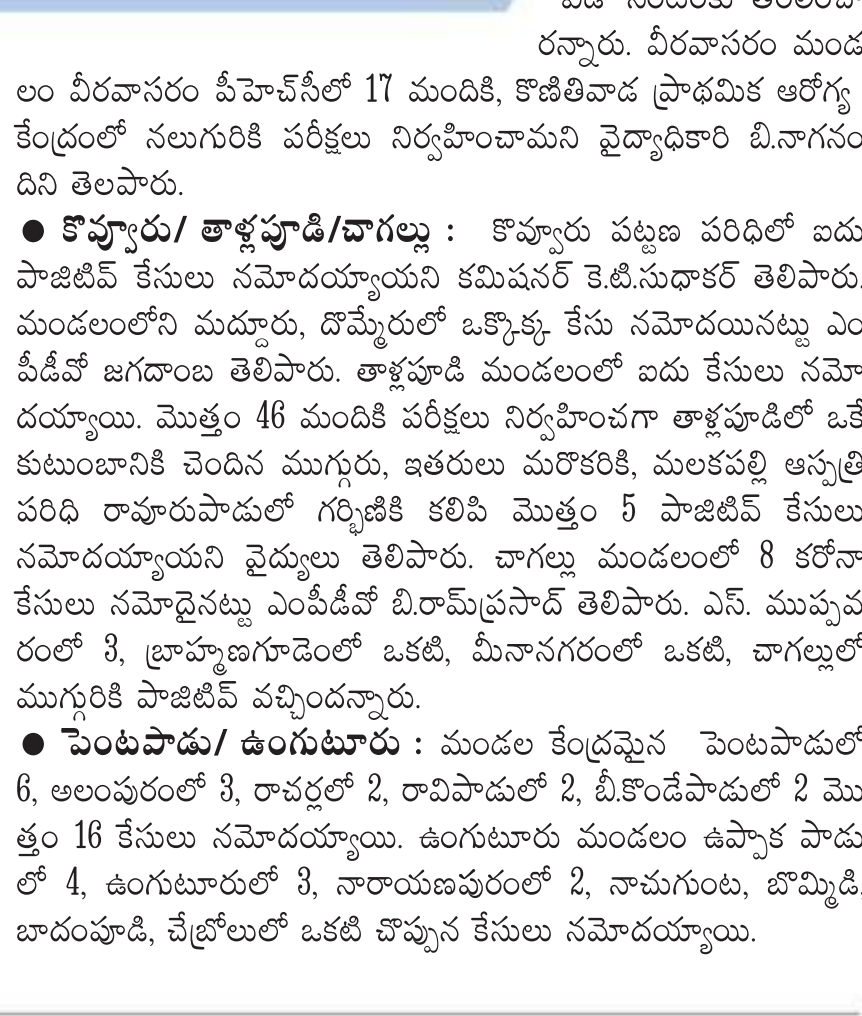 రన్నారు. వీరవాసరం మండ
లం వీరవాసరం పీహెచ్‌సీలో 17 మందికి, కొణితివాడ ప్రాథమిక ఆరోగ్య
కేంద్రంలో నలుగురికి పరీక్షలు నిర్వహించామని వైద్యాధికారి బి.నాగనం
దిని తెలపారు.
● కొవ్వూరు/ తాళ్లపూడి/చాగల్లు : కొవ్వూరు పట్టణ పరిధిలో ఐదు
పాజిటివ్ కేసులు నమోదయ్యాయని కమిషనర్ కె.టి.సుధాకర్ తెలిపారు.
మండలంలోని మద్దూరు, దొమ్మేరులో ఒక్కొక్క కేసు నమోదయినట్టు ఎం
పీడీవో జగదాంబ తెలిపారు. తాళ్లపూడి మండలంలో ఐదు కేసులు నమో
దయ్యాయి. మొత్తం 46 మందికి పరీక్షలు నిర్వహించగా తాళ్లపూడిలో ఒకే
కుటుంబానికి చెందిన ముగ్గురు, ఇతరులు మరొకరికి, మలకపల్లి ఆస్పత్రి
పరిధి రావూరుపాడులో గర్భిణికి కలిపి మొత్తం 5 పాజిటివ్ కేసులు
నమోదయ్యాయని వైద్యులు తెలిపారు. చాగల్లు మండలంలో 8 కరోనా
కేసులు నమోదైనట్టు ఎంపీడీవో బి.రామ్‌ప్రసాద్ తెలిపారు. ఎస్. ముప్పవ
రంలో 3, బ్రాహ్మణగూడెంలో ఒకటి, మీనానగరంలో ఒకటి, చాగల్లులో
ముగ్గురికి పాజిటివ్ వచ్చిందన్నారు.
● పెంటపాడు/ ఉంగుటూరు : మండల కేంద్రమైన పెంటపాడులో
6, అలంపురంలో 3, రాచర్లలో 2, రావిపాడులో 2, బీ.కొండేపాడులో 2 మొ
త్తం 16 కేసులు నమోదయ్యాయి. ఉంగుటూరు మండలం ఉప్పాక పాడు
లో 4, ఉంగుటూరులో 3, నారాయణపురంలో 2, నాచుగుంట, బొమ్మిడి,
బాదంపూడి, చేబ్రోలులో ఒకటి చొప్పున కేసులు నమోదయ్యాయి.